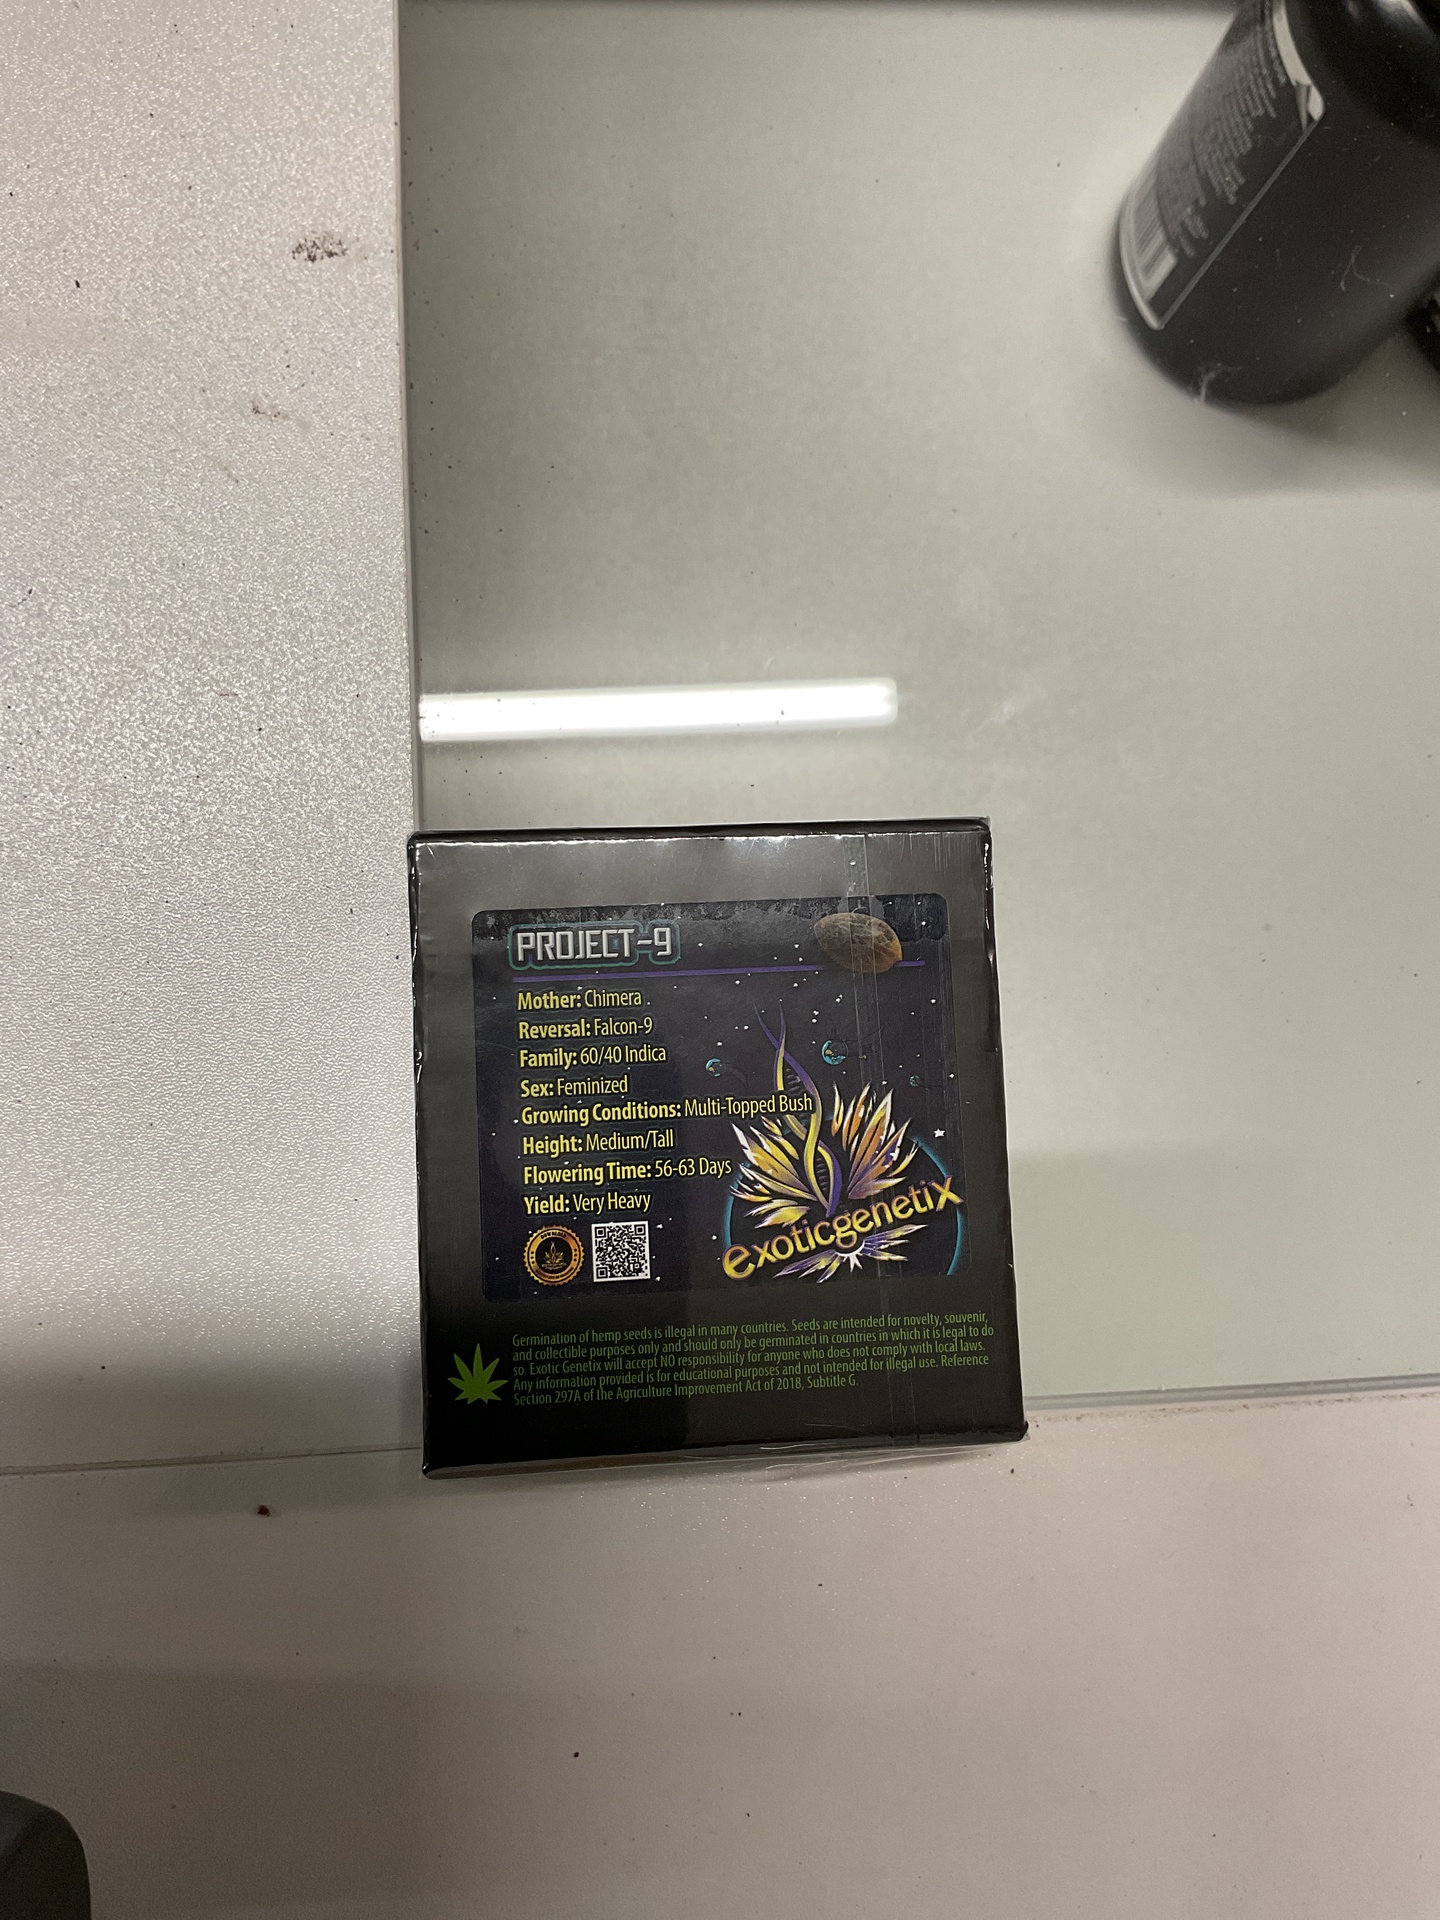 PROJECT-9
Mother: Chimera
Reversal: Falcon-9
Family: 60/40 Indica
Sex: Feminized
Growing Conditions: Multi-Topped Bush
Height: Medium/Tall
Flowering Time: 56-63 Days
Yield: Very Heavy
exoticgenetix
Germination of hemp seeds is illegal in many countries. Seeds are intended for novelty, souvenir,
and collectible purposes only and should only be germinated in countries in which it is legal to do
so. Exotic Genetix will accept NO responsibility for anyone who does not comply with local laws.
Any information provided is for educational purposes and not intended for illegal use. Reference
Section 297A of the Agriculture Improvement Act of 2018, Subtitle G.